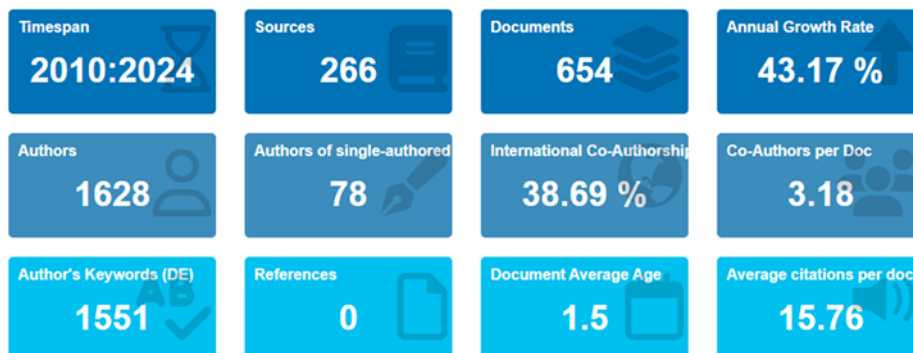 Timespan
2010:2024
Sources
266
Documents
654
Annual Growth Rate
43.17 %
Authors
1628
Authors of single-authored
78
International Co-Authorship
38.69 %
Co-Authors per Doc
3.18
Author's Keywords (DE)
1551
AB
References
0
Document Average Age
1.5
Average citations per doc
15.76